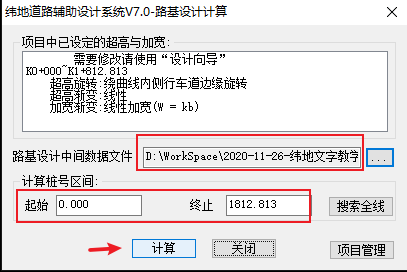 纬地道路辅助设计系统V7.0-路基设计计算
项目中已设定的超高与加宽:
需要修改请使用“设计向导”
K0+000~K1+812.813
超高旋转:绕曲线内侧行车道边缘旋转
超高渐变:线性
加宽渐变:线性加宽(W = kb)
路基设计中间数据文件 D:\WorkSpace\2020-11-26-纬地文字教学 ...
计算桩号区间:
起始 0.000 终止 1812.813 搜索全线
计算 关闭 项目管理